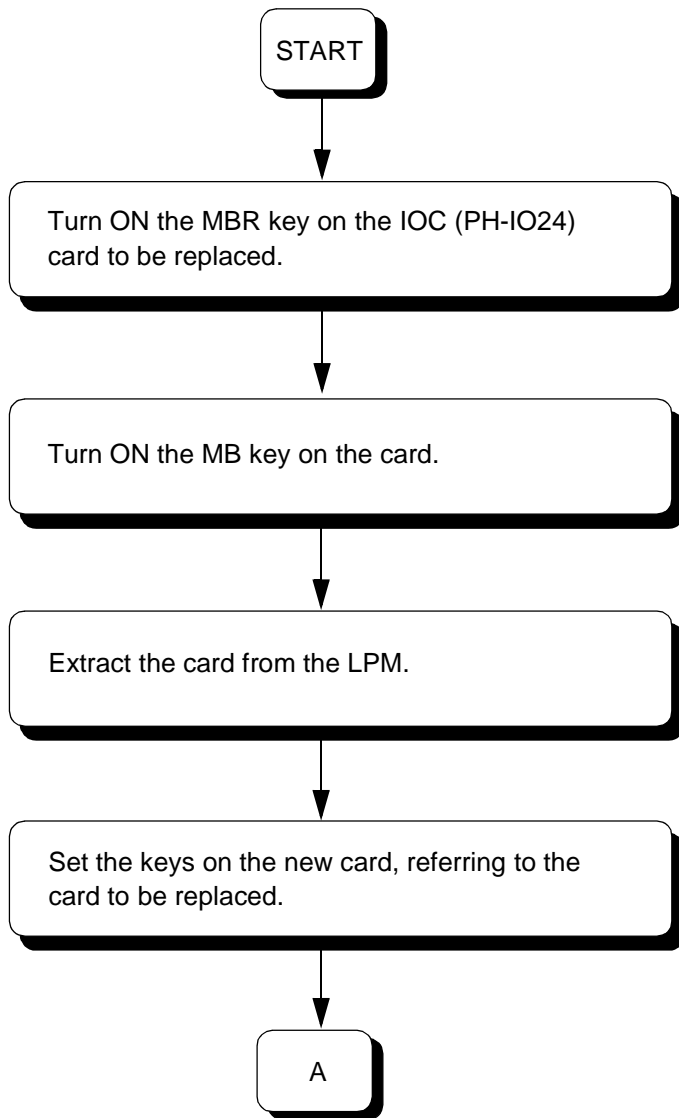 START
Turn ON the MBR key on the IOC (PH-IO24)
card to be replaced.
Turn ON the MB key on the card.
Extract the card from the LPM.
Set the keys on the new card, referring to the
card to be replaced.
A